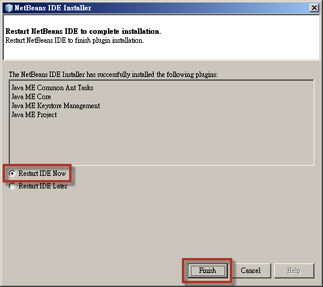 NetBeans IDE Installer
Restart NetBeans IDE to complete installation.
Restart NetBeans IDE to finish plugin installation.
The NetBeans IDE Installer has successfully installed the following plugins:
Java ME Common Ant Tasks
Java ME Core
Java ME Keystore Management
Java ME Project
Restart IDE Now
Restart IDE Later
Finish Cancel Help